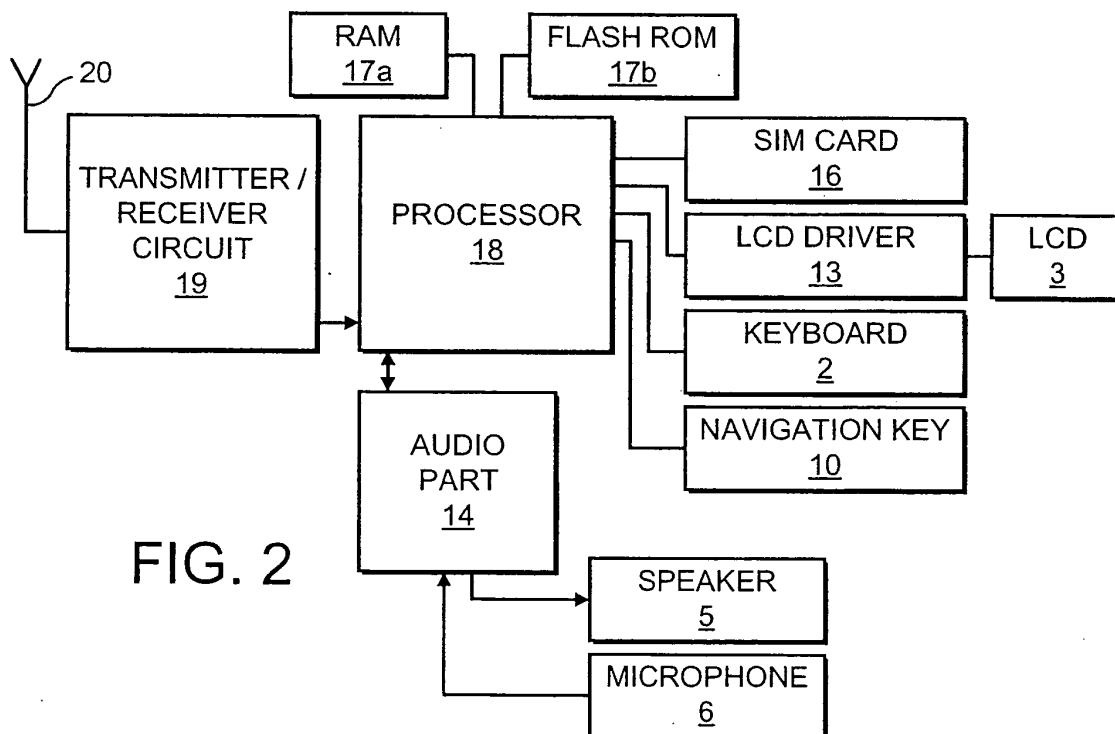 RAM
17a
FLASH ROM
17b
20
TRANSMITTER /
RECEIVER
CIRCUIT
19
PROCESSOR
18
SIM CARD
16
LCD DRIVER
13
LCD
3
KEYBOARD
2
NAVIGATION KEY
10
AUDIO
PART
14
FIG. 2
SPEAKER
5
MICROPHONE
6